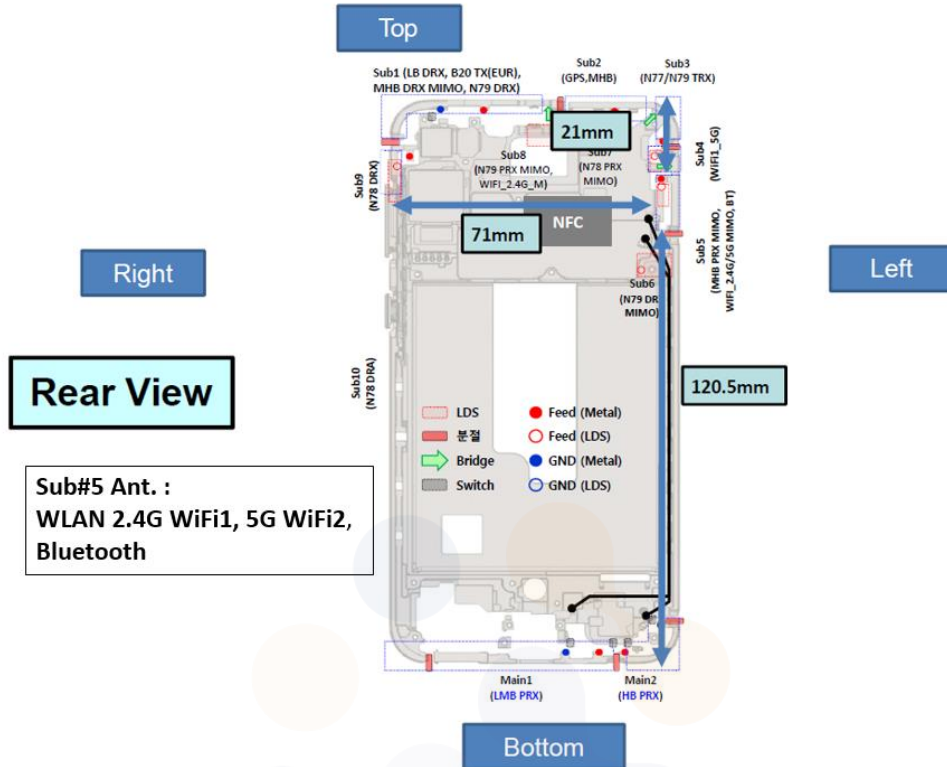 Top
Sub1 (LB DRX, B20 TX(EUR),
MHB DRX MIMO, N79 DRX)
Sub2
(GPS,MHB)
Sub3
(N77/N79 TRX)
21mm
Sub4
(WiFi1_5G)
Sub8
(N79 PRX MIMO,
WIFI_2.4G_M)
Sub7
(N78 PRX
MIMO)
Sub9
(N78 DRX)
71mm
NFC
Sub5
(MHB PRX MIMO,
WIFI_2.4G/5G MIMO, BT)
Right
Left
Sub6
(N79 DR
MIMO)
Rear View
Sub10
(N78 DRA)
120.5mm
LDS
분절
Bridge
Switch
Feed (Metal)
Feed (LDS)
GND (Metal)
GND (LDS)
Sub#5 Ant. :
WLAN 2.4G WiFi1, 5G WiFi2,
Bluetooth
Main1
(LMB PRX)
Main2
(HB PRX)
Bottom